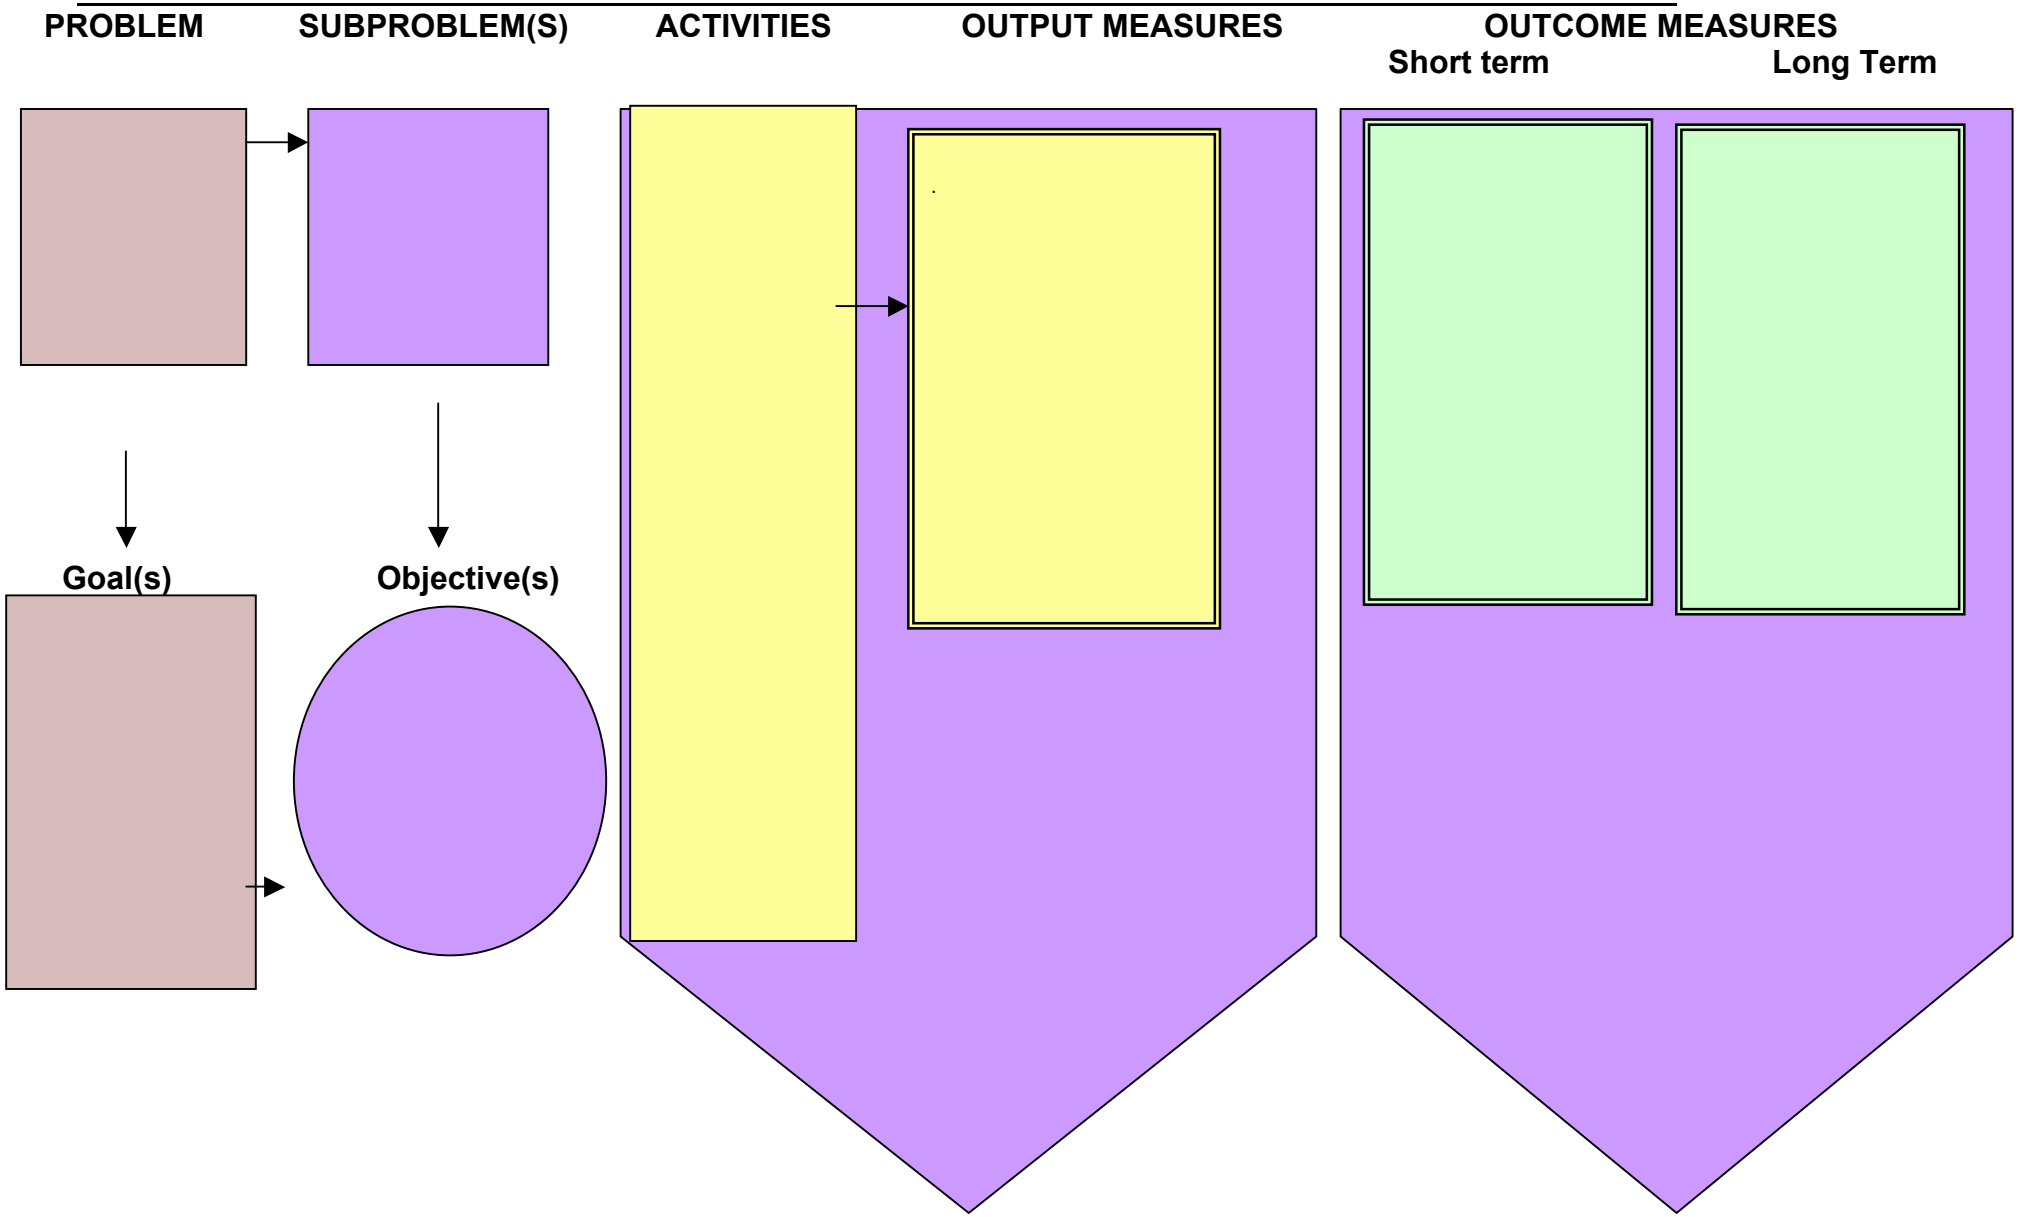 PROBLEM SUBPROBLEM(S) ACTIVITIES OUTPUT MEASURES OUTCOME MEASURES
Short term Long Term
.
Goal(s) Objective(s)